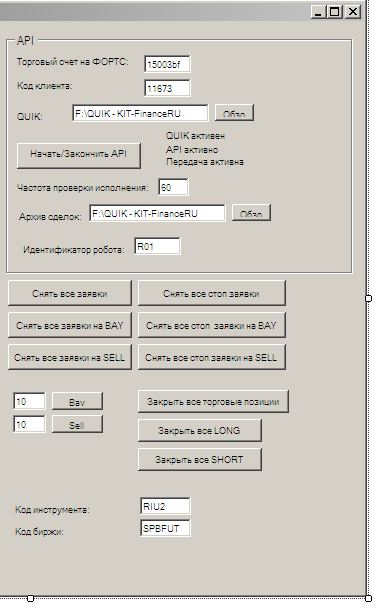 API
Торговый счет на ФОРТС: 15003bf
Код клиента: 11673
QUIK: F:\QUIK - KIT-FinanceRU Обзо
QUIK активен
Начать/Закончить API API активно
Передача активна
Частота проверки исполнения: 60
Архив сделок: F:\QUIK - KIT-FinanceRU Обзо
Идентификатор робота: R01
Снять все заявки Снять все стоп заявки
Снять все заявки на BAY Снять все стоп заявки на BAY
Снять все заявки на SELL Снять все стоп заявки на SELL
10 Bay Закрыть все торговые позиции
10 Sell Закрыть все LONG
Закрыть все SHORT
Код инструмента: RIU2
Код биржи: SPBFUT